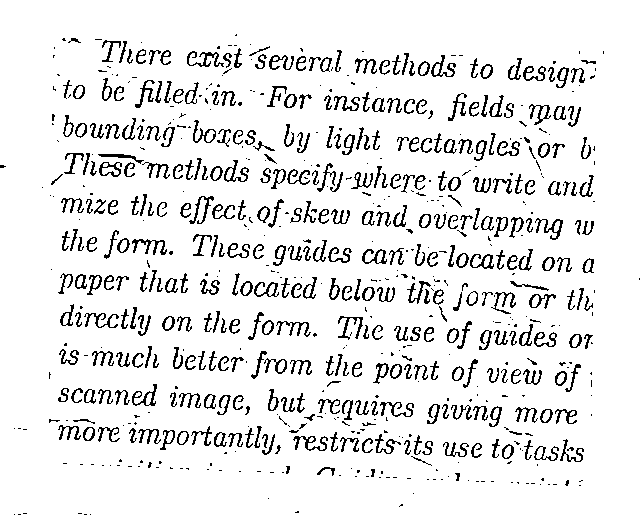 There exist several methods to design
to be filled in. For instance, fields may
bounding boxes, by light rectangles or b
These methods specify where to write and
mize the effect of skew and overlapping w
the form. These guides can be located on a
paper that is located below the form or th
directly on the form. The use of guides on
is much better from the point of view of
scanned image, but requires giving more
more importantly, restricts its use to tasks